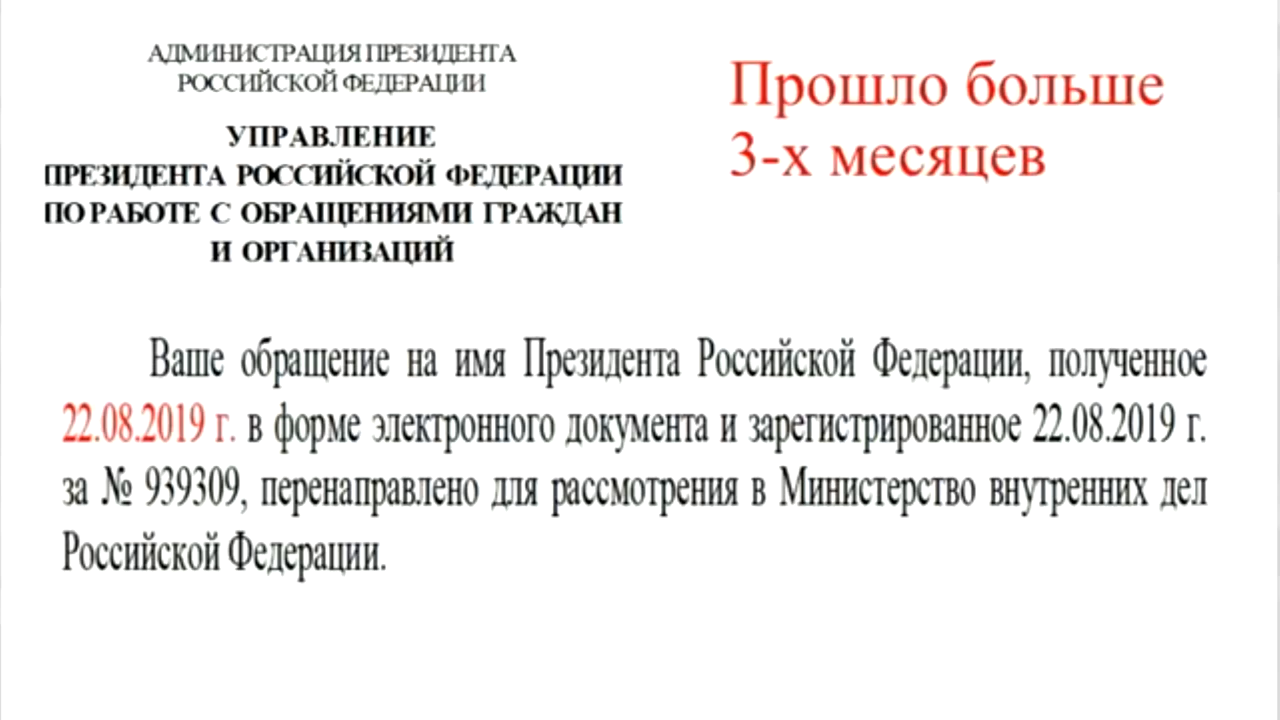 АДМИНИСТРАЦИЯ ПРЕЗИДЕНТА
РОССИЙСКОЙ ФЕДЕРАЦИИ
УПРАВЛЕНИЕ
ПРЕЗИДЕНТА РОССИЙСКОЙ ФЕДЕРАЦИИ
ПО РАБОТЕ С ОБРАЩЕНИЯМИ ГРАЖДАН
И ОРГАНИЗАЦИЙ
Прошло больше
3-х месяцев
Ваше обращение на имя Президента Российской Федерации, полученное
22.08.2019 г. в форме электронного документа и зарегистрированное 22.08.2019 г.
за № 939309, перенаправлено для рассмотрения в Министерство внутренних дел
Российской Федерации.